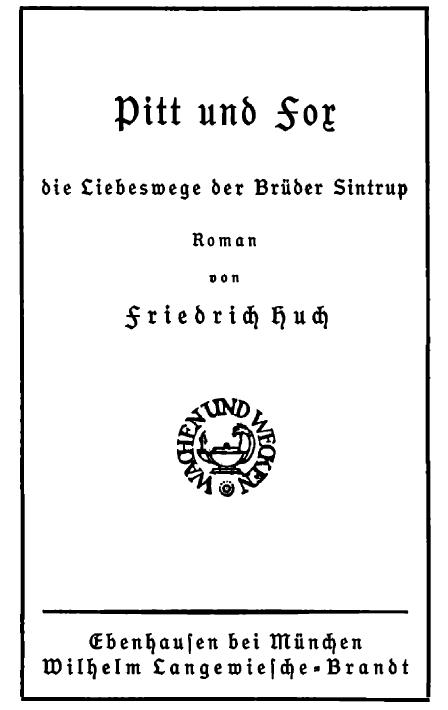 Pitt und Fox
die Liebeswege der Brüder Sintrup
Roman
von
Friedrich Huch
WACHEN UND WECKEN
Ebenhauſen bei München
Wilhelm Langewieſche-Brandt